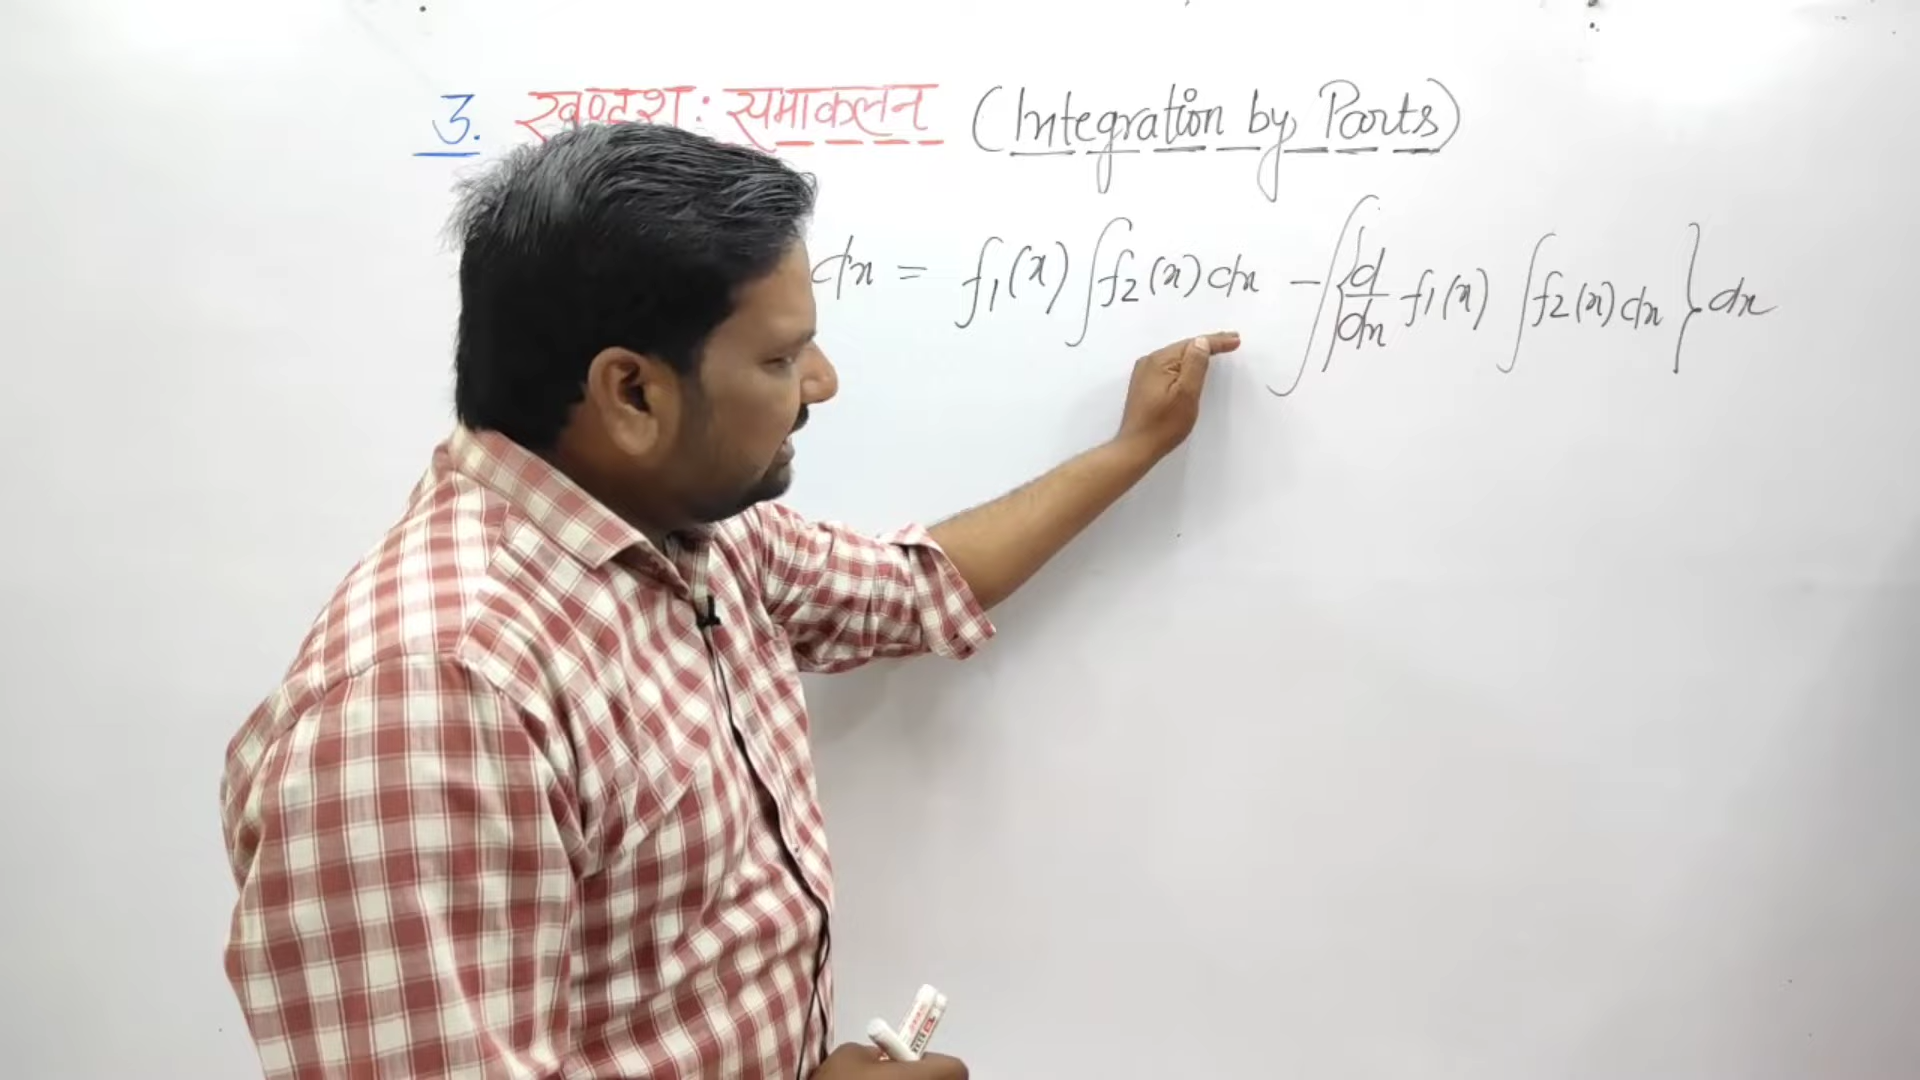 3. खण्डशः समाकलन (Integration by Parts)
dx = f₁(x) ∫f₂(x) dx - ∫{d/dx f₁(x) ∫f₂(x) dx} dx